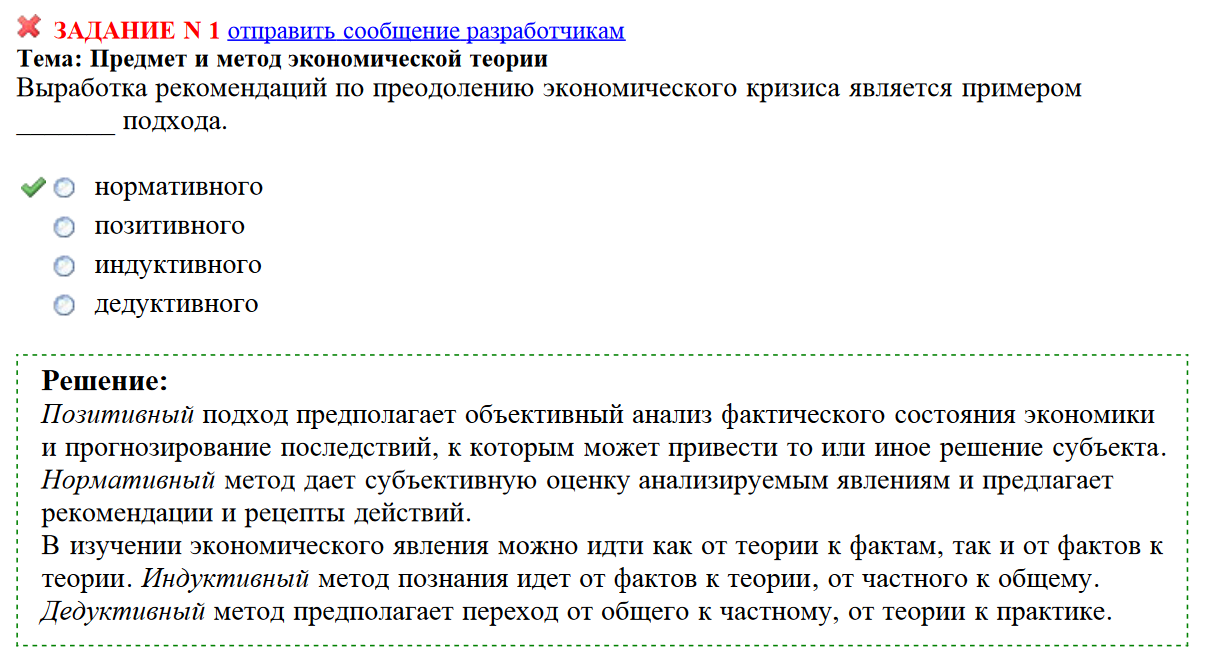 ЗАДАНИЕ N 1 отправить сообщение разработчикам
Тема: Предмет и метод экономической теории
Выработка рекомендаций по преодолению экономического кризиса является примером
_______ подхода.
нормативного
позитивного
индуктивного
дедуктивного
Решение:
Позитивный подход предполагает объективный анализ фактического состояния экономики
и прогнозирование последствий, к которым может привести то или иное решение субъекта.
Нормативный метод дает субъективную оценку анализируемым явлениям и предлагает
рекомендации и рецепты действий.
В изучении экономического явления можно идти как от теории к фактам, так и от фактов к
теории. Индуктивный метод познания идет от фактов к теории, от частного к общему.
Дедуктивный метод предполагает переход от общего к частному, от теории к практике.